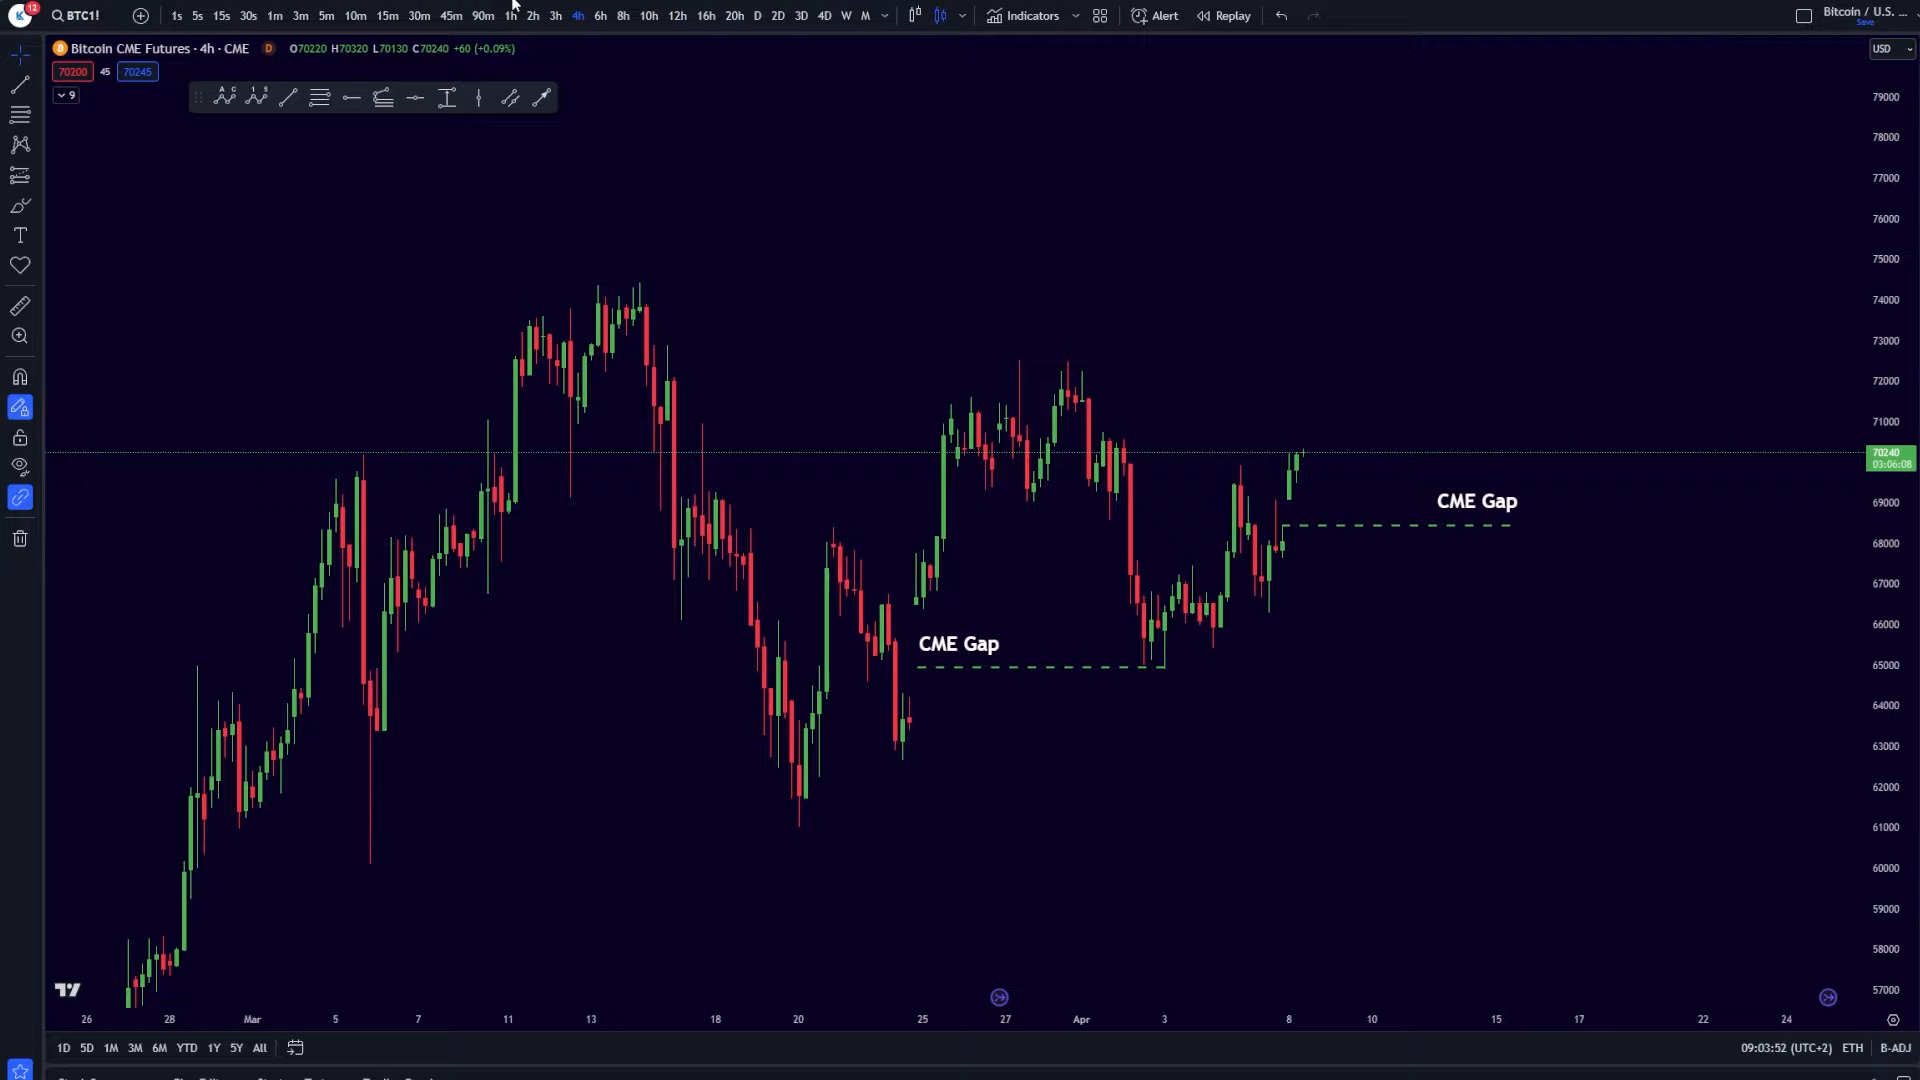 12
BTC1!
1s 5s 15s 30s 1m 3m 5m 10m 15m 30m 45m 90m 1h 2h 3h 4h 6h 8h 10h 12h 16h 20h D 2D 3D 4D W M
Indicators
Alert
Replay
Bitcoin / U.S. ...
Save
Bitcoin CME Futures · 4h · CME D O70220 H70320 L70130 C70240 +60 (+0.09%)
USD
70200 45 70245
9
A C
1 5
79000
78000
77000
76000
75000
74000
73000
72000
71000
70240
03:06:08
CME Gap
69000
68000
67000
66000
CME Gap
65000
64000
63000
62000
61000
60000
59000
58000
57000
26 28 Mar 5 7 11 13 18 20 25 27 Apr 3 8 10 15 17 22 24
1D 5D 1M 3M 6M YTD 1Y 5Y All
09:03:52 (UTC+2) ETH B-ADJ